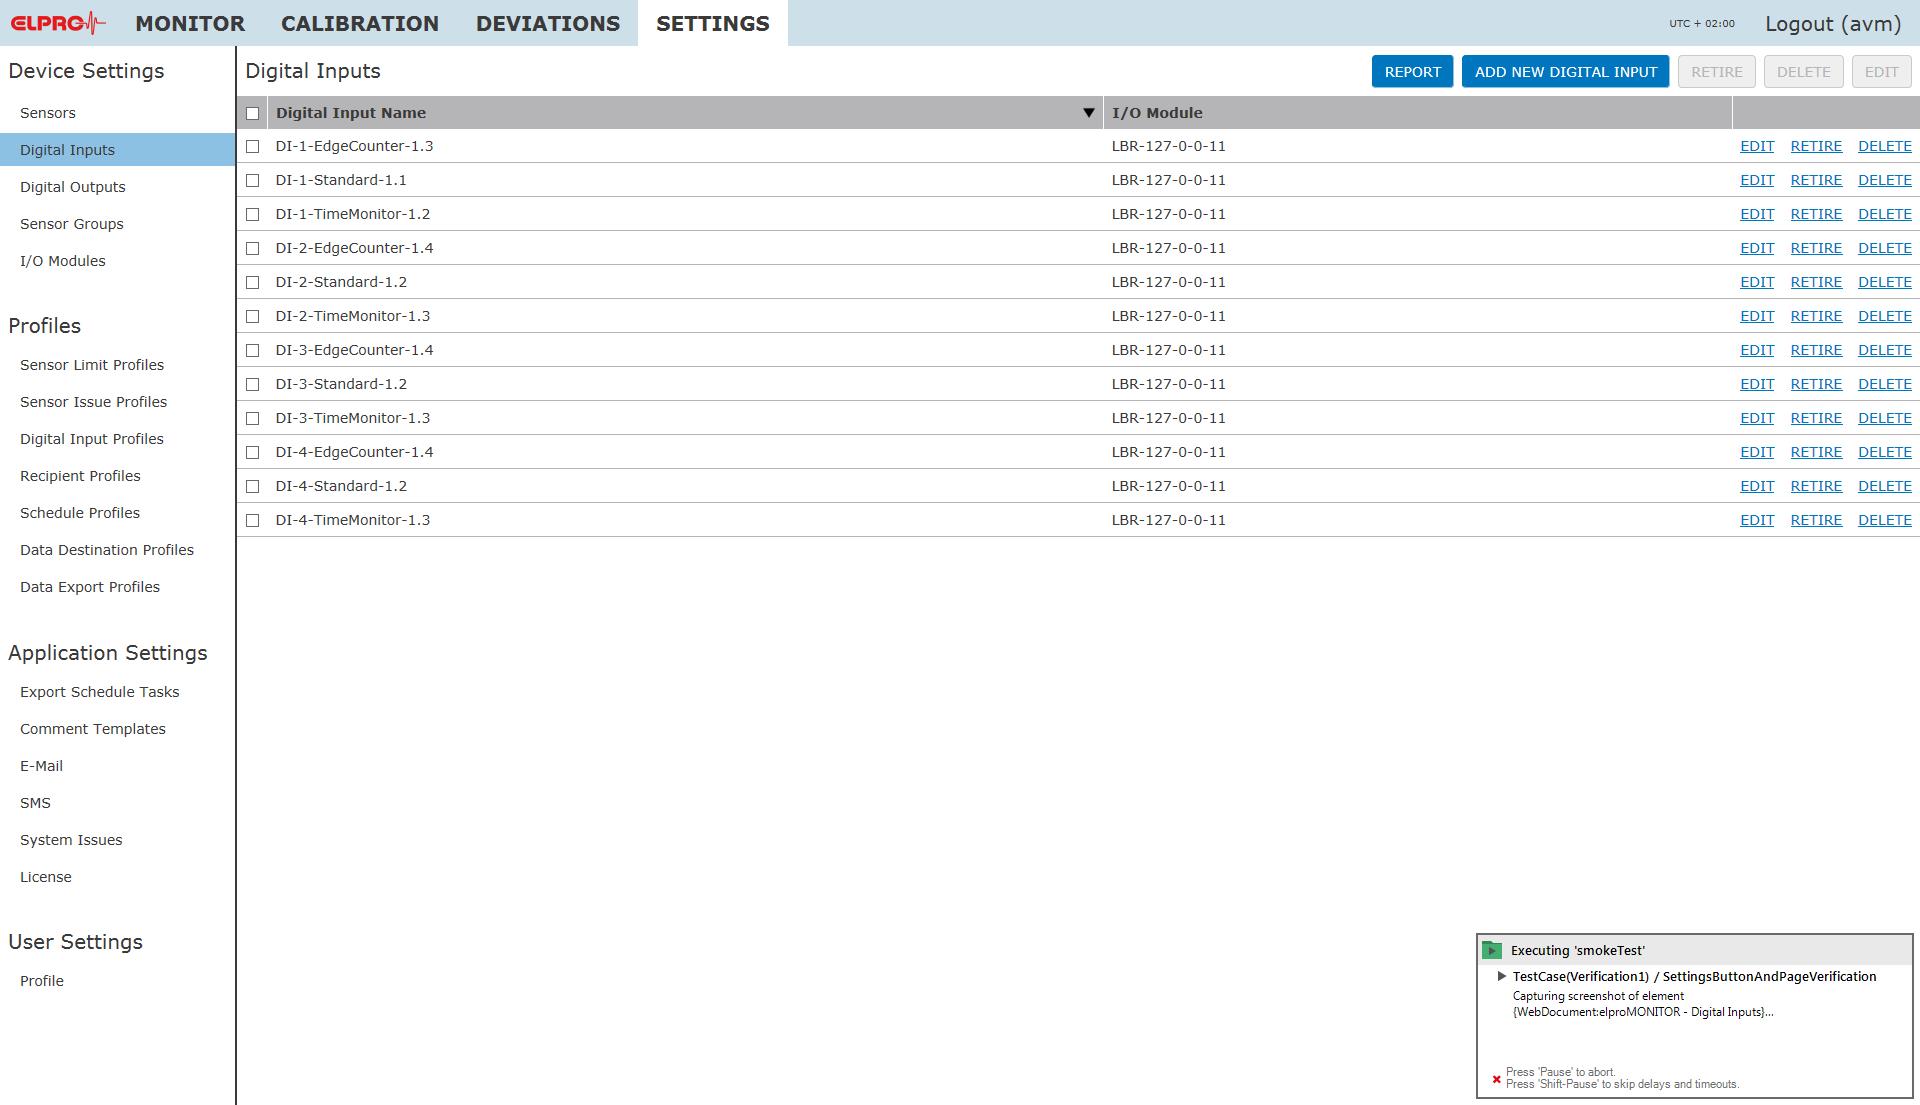 ELPRO MONITOR CALIBRATION DEVIATIONS SETTINGS UTC + 02:00 Logout (avm)
Device Settings
Sensors
Digital Inputs
Digital Outputs
Sensor Groups
I/O Modules
Profiles
Sensor Limit Profiles
Sensor Issue Profiles
Digital Input Profiles
Recipient Profiles
Schedule Profiles
Data Destination Profiles
Data Export Profiles
Application Settings
Export Schedule Tasks
Comment Templates
E-Mail
SMS
System Issues
License
User Settings
Profile
Digital Inputs REPORT ADD NEW DIGITAL INPUT RETIRE DELETE EDIT
Digital Input Name I/O Module
DI-1-EdgeCounter-1.3 LBR-127-0-0-11 EDIT RETIRE DELETE
DI-1-Standard-1.1 LBR-127-0-0-11 EDIT RETIRE DELETE
DI-1-TimeMonitor-1.2 LBR-127-0-0-11 EDIT RETIRE DELETE
DI-2-EdgeCounter-1.4 LBR-127-0-0-11 EDIT RETIRE DELETE
DI-2-Standard-1.2 LBR-127-0-0-11 EDIT RETIRE DELETE
DI-2-TimeMonitor-1.3 LBR-127-0-0-11 EDIT RETIRE DELETE
DI-3-EdgeCounter-1.4 LBR-127-0-0-11 EDIT RETIRE DELETE
DI-3-Standard-1.2 LBR-127-0-0-11 EDIT RETIRE DELETE
DI-3-TimeMonitor-1.3 LBR-127-0-0-11 EDIT RETIRE DELETE
DI-4-EdgeCounter-1.4 LBR-127-0-0-11 EDIT RETIRE DELETE
DI-4-Standard-1.2 LBR-127-0-0-11 EDIT RETIRE DELETE
DI-4-TimeMonitor-1.3 LBR-127-0-0-11 EDIT RETIRE DELETE
Executing 'smokeTest'
TestCase(Verification1) / SettingsButtonAndPageVerification
Capturing screenshot of element
{WebDocument:elproMONITOR - Digital Inputs}...
Press 'Pause' to abort.
Press 'Shift-Pause' to skip delays and timeouts.